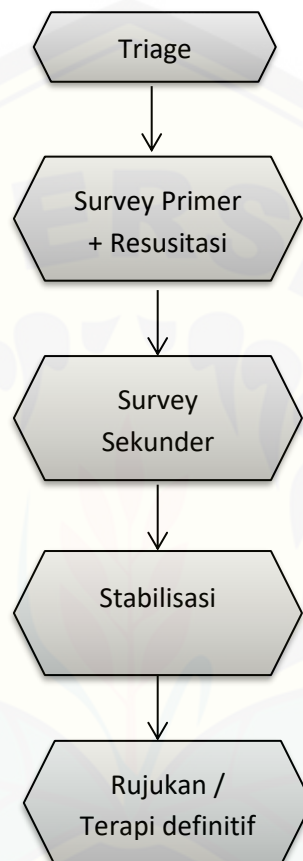 Triage
Survey Primer
+ Resusitasi
Survey
Sekunder
Stabilisasi
Rujukan /
Terapi definitif